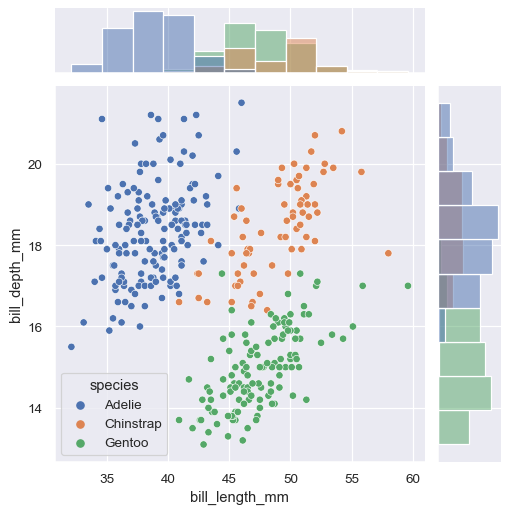 bill_depth_mm
20
18
16
14
species
Adelie
Chinstrap
Gentoo
35 40 45 50 55 60
bill_length_mm